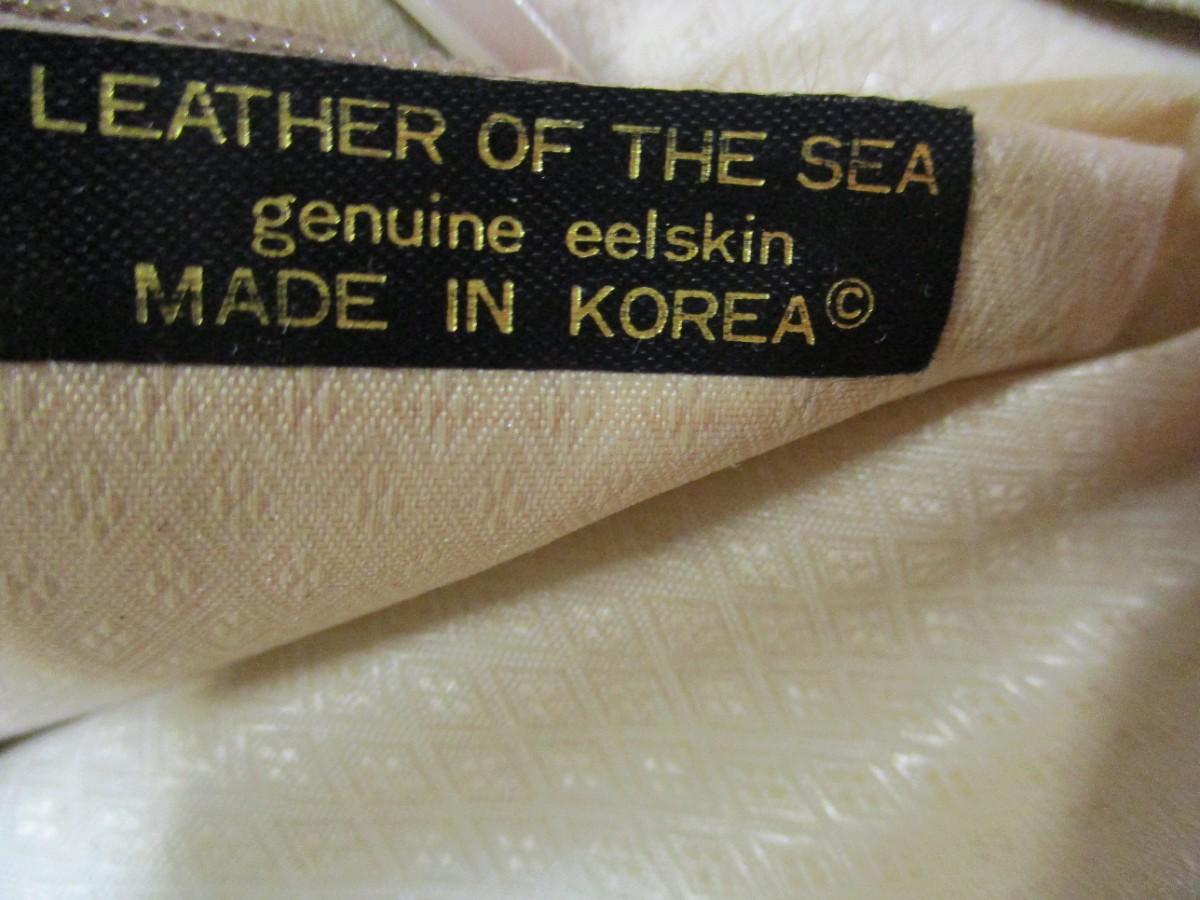 LEATHER OF THE SEA
genuine eelskin
MADE IN KOREA©